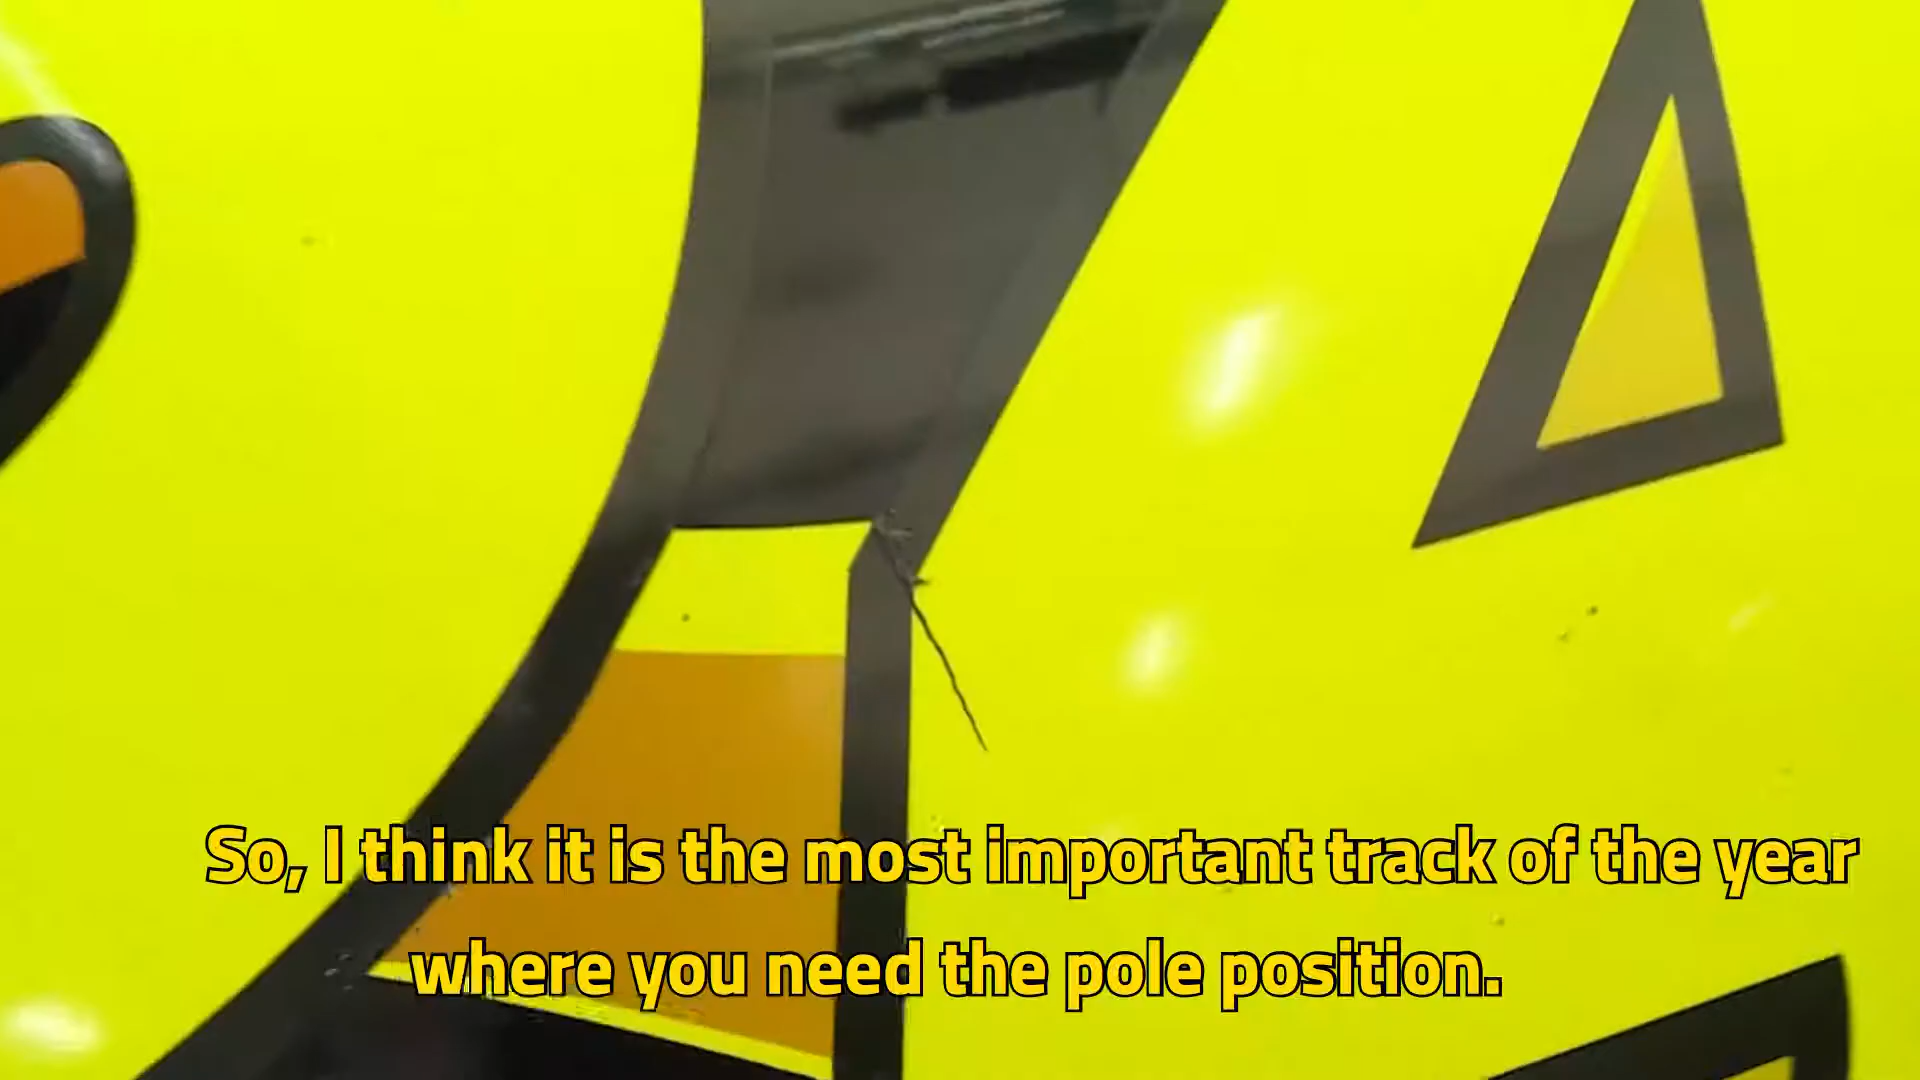 So, I think it is the most important track of the year
where you need the pole position.